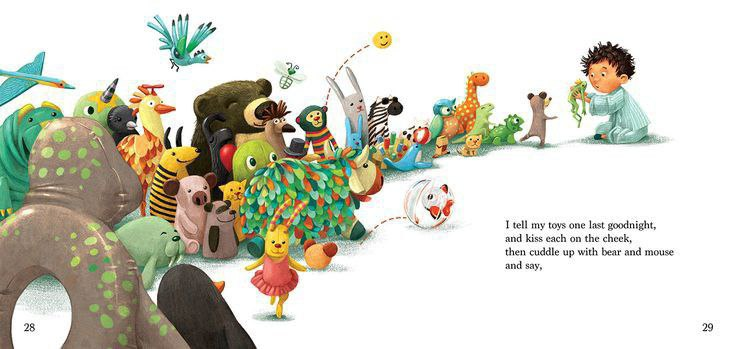 I tell my toys one last goodnight,
and kiss each on the cheek,
then cuddle up with bear and mouse
and say,
28
29